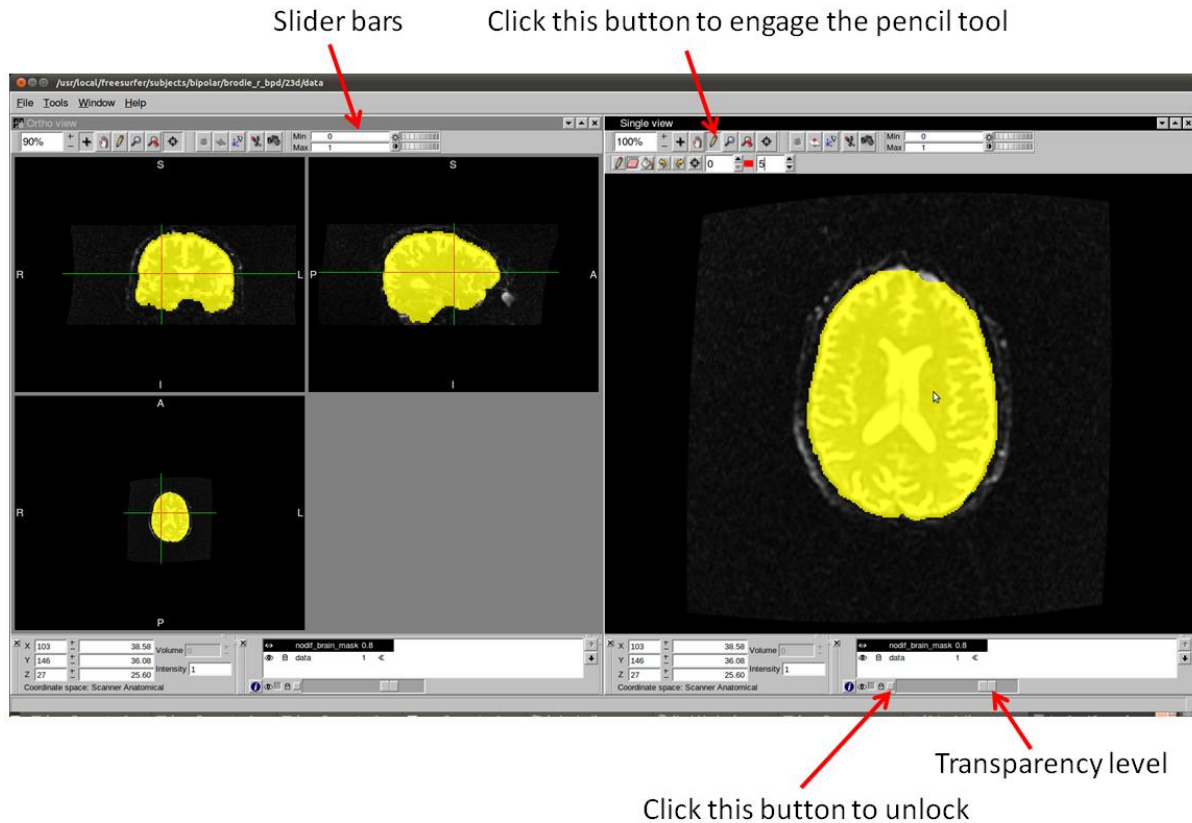 Slider bars
Click this button to engage the pencil tool
/usr/local/freesurfer/subjects/bipolar/brodie_r_bpd/23d/data
File Tools Window Help
Ortho view
90%
Min 0
Max 1
S
R
L
I
S
P
A
I
A
R
L
P
X 103 38.58
Y 146 36.08
Z 27 25.60
Volume 0
Intensity 1
Coordinate space: Scanner Anatomical
nodif_brain_mask 0.8
data 1
Single view
100%
Min 0
Max 1
0 5
X 103 38.58
Y 146 36.08
Z 27 25.60
Volume 0
Intensity 1
Coordinate space: Scanner Anatomical
nodif_brain_mask 0.8
data 1
Transparency level
Click this button to unlock